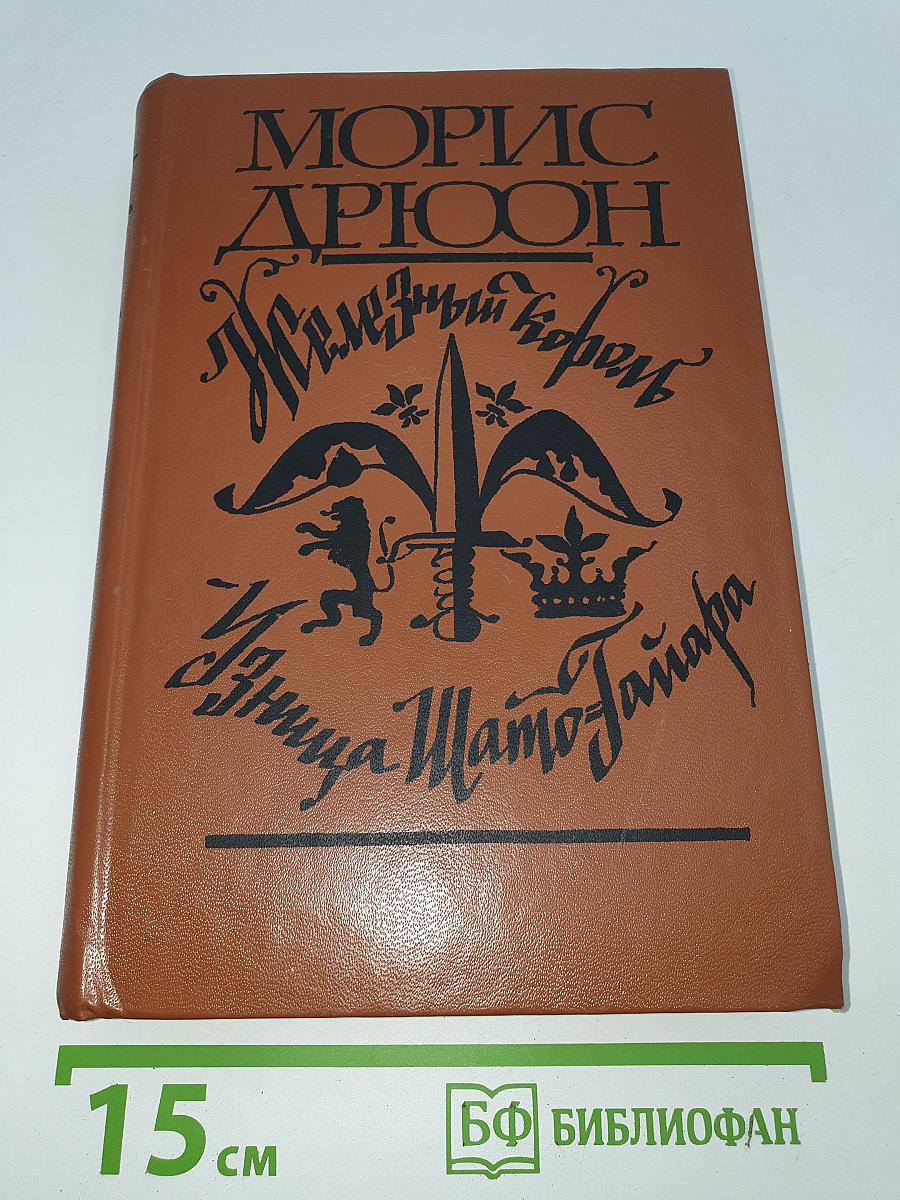 МОРИС
ДРЮОН
Железный король
Узница Шато-Гайара
15 см
БФ БИБЛИОФАН